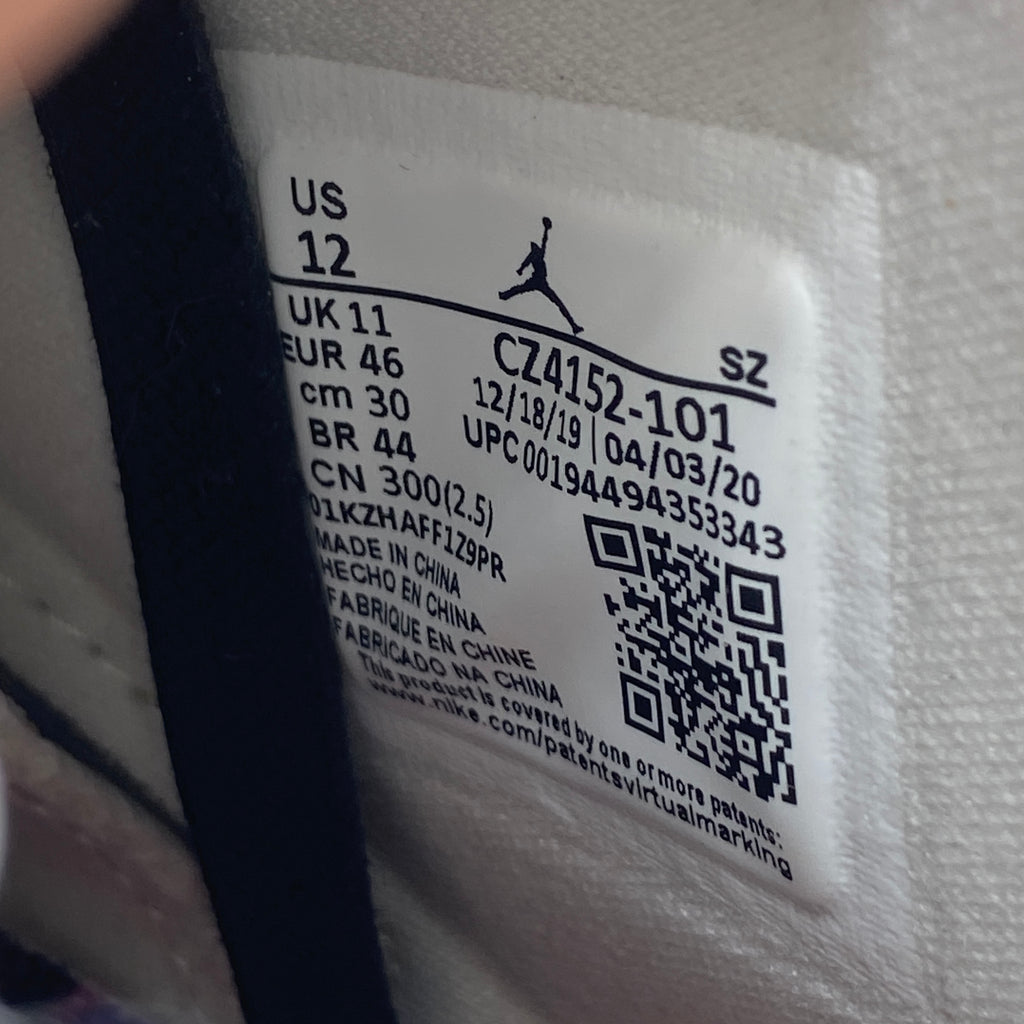 US
12
SZ
UK 11
EUR 46
cm 30
BR 44
CN 300(2.5)
CZ4152-101
12/18/19 | 04/03/20
UPC 00194494353343
01KZHAFF1Z9PR
MADE IN CHINA
HECHO EN CHINA
FABRIQUE EN CHINE
FABRICADO NA CHINA
This product is covered by one or more patents:
www.nike.com/patentsvirtualmarking